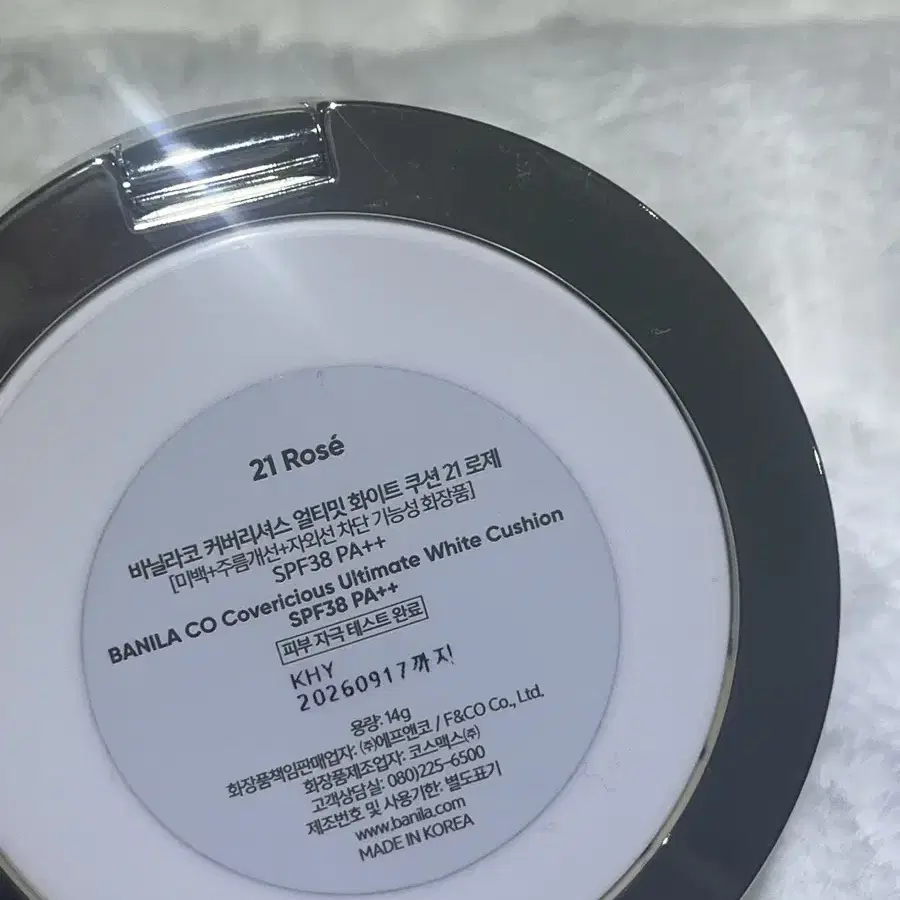 21 Rosé
바닐라코 커버리셔스 얼티밋 화이트 쿠션 21 로제
[미백+주름개선+자외선 차단 기능성 화장품]
SPF38 PA++
BANILA CO Covericious Ultimate White Cushion
SPF38 PA++
피부 자극 테스트 완료
KHY
20260917까지
용량: 14g
화장품책임판매업자: ㈜에프앤코 / F&CO Co., Ltd.
화장품제조업자: 코스맥스㈜
고객상담실: 080)225-6500
제조번호 및 사용기한: 별도표기
www.banila.com
MADE IN KOREA